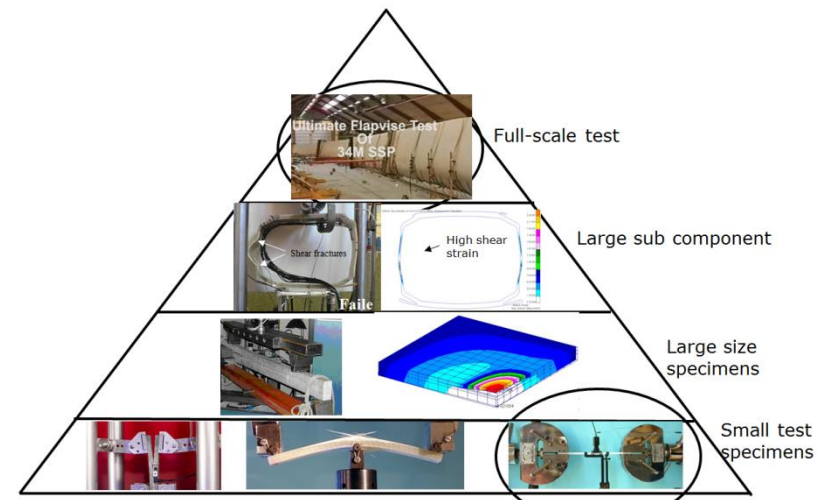 Ultimate Flapwise Test
Of
34M SSP
Full-scale test
Shear fractures
Faile
High shear
strain
Large sub component
Large size
specimens
Small test
specimens